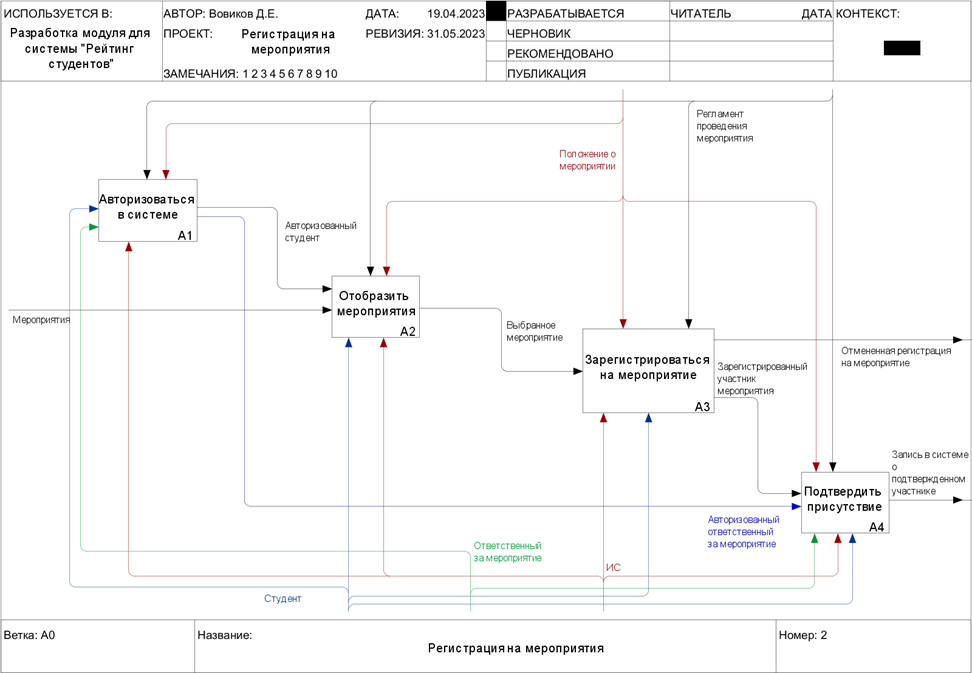 ИСПОЛЬЗУЕТСЯ В:
Разработка модуля для
системы "Рейтинг
студентов"
АВТОР: Вовиков Д.Е.
ДАТА: 19.04.2023
ПРОЕКТ: Регистрация на
мероприятия
РЕВИЗИЯ: 31.05.2023
ЗАМЕЧАНИЯ: 1 2 3 4 5 6 7 8 9 10
РАЗРАБАТЫВАЕТСЯ
ЧЕРНОВИК
РЕКОМЕНДОВАНО
ПУБЛИКАЦИЯ
ЧИТАТЕЛЬ ДАТА
КОНТЕКСТ:
Регламент
проведения
мероприятия
Положение о
мероприятии
Авторизоваться
в системе
A1
Авторизованный
студент
Мероприятия
Отобразить
мероприятия
A2
Выбранное
мероприятие
Зарегистрироваться
на мероприятие
A3
Отмененная регистрация
на мероприятие
Зарегистрированный
участник
мероприятия
Запись в системе
о
подтвержденном
участнике
Подтвердить
присутствие
A4
Авторизованный
ответственный
за мероприятие
Ответственный
за мероприятие
ИС
Студент
Ветка: A0
Название:
Регистрация на мероприятия
Номер: 2